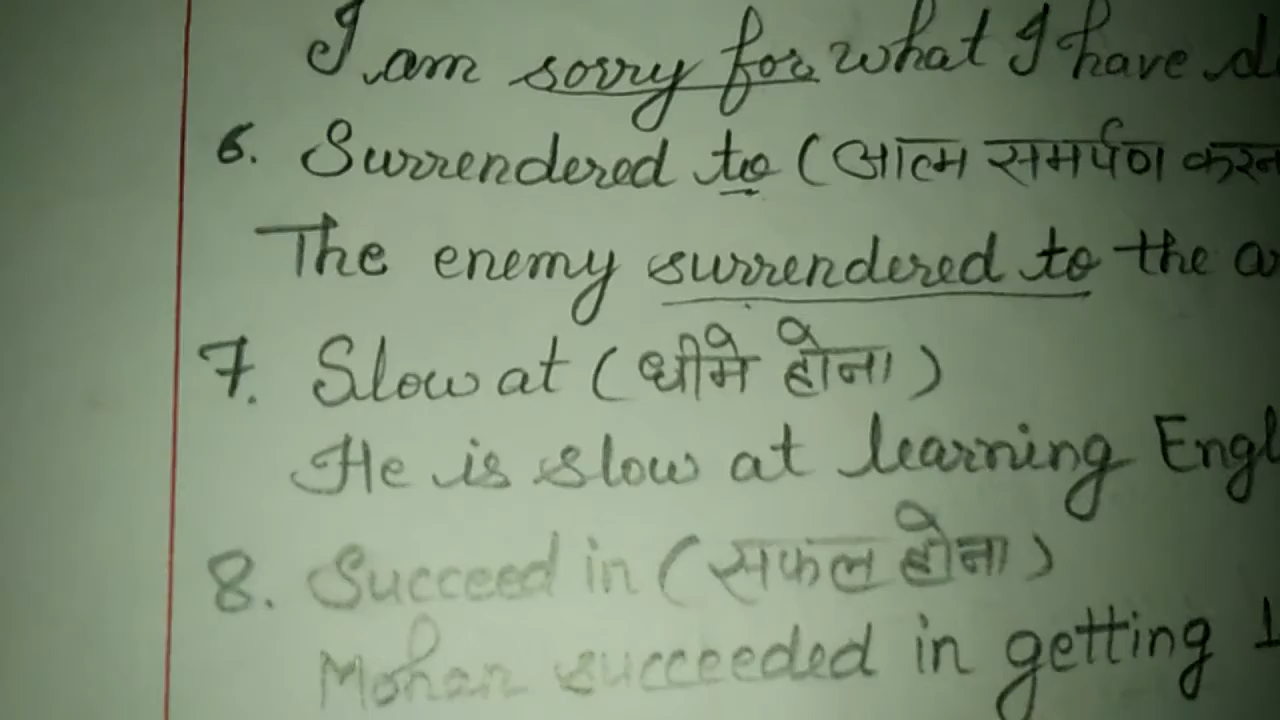 I am sorry for what I have
6. Surrendered to (आत्म समर्पण
The enemy surrendered to the
7. Slow at (धीमे होना)
He is slow at learning
8. Succeed in (सफल होना)
Mohan succeeded in getting